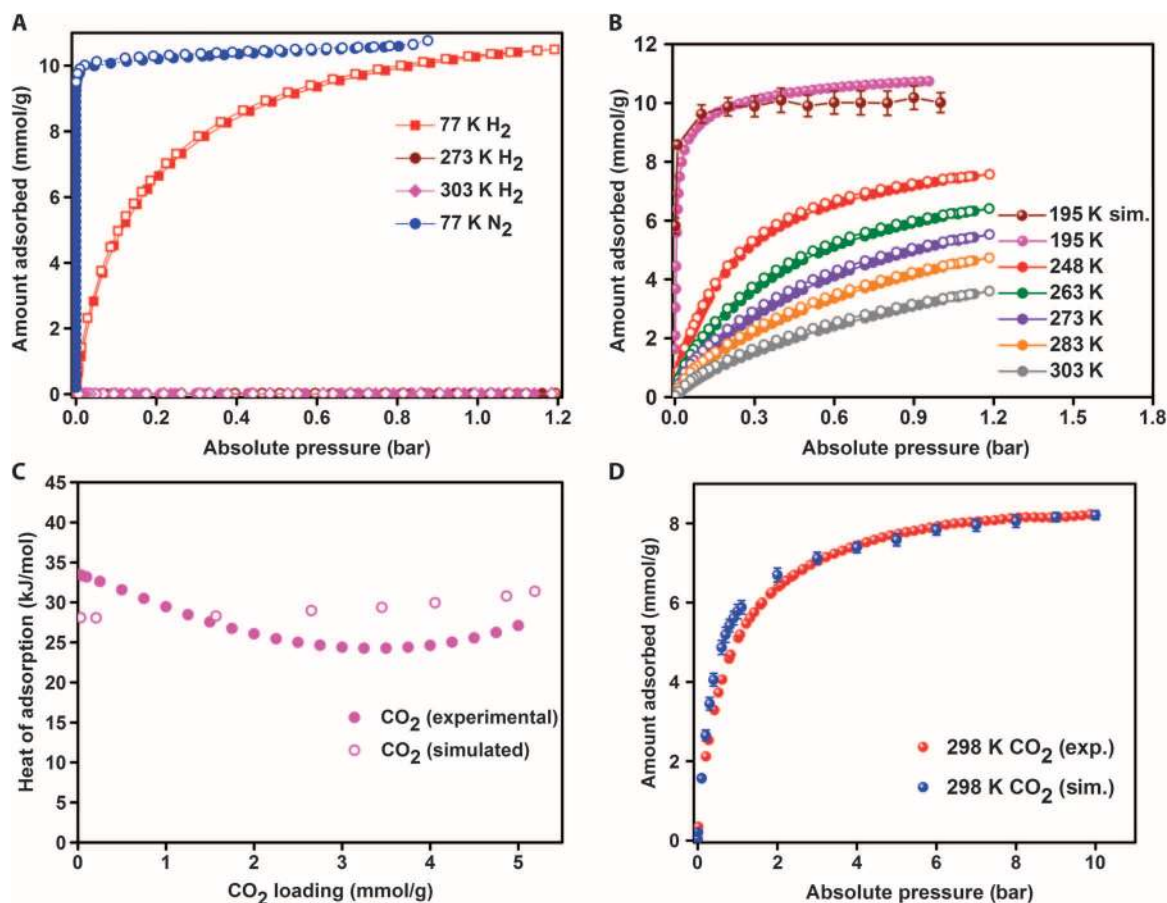 A
Amount adsorbed (mmol/g)
10
8
6
4
2
0
77 K H₂
273 K H₂
303 K H₂
77 K N₂
0.0 0.2 0.4 0.6 0.8 1.0 1.2
Absolute pressure (bar)
B
Amount adsorbed (mmol/g)
12
10
8
6
4
2
0
195 K sim.
195 K
248 K
263 K
273 K
283 K
303 K
0.0 0.3 0.6 0.9 1.2 1.5 1.8
Absolute pressure (bar)
C
Heat of adsorption (kJ/mol)
45
40
35
30
25
20
15
10
5
0
CO₂ (experimental)
CO₂ (simulated)
0 1 2 3 4 5
CO₂ loading (mmol/g)
D
Amount adsorbed (mmol/g)
8
6
4
2
0
298 K CO₂ (exp.)
298 K CO₂ (sim.)
0 2 4 6 8 10
Absolute pressure (bar)